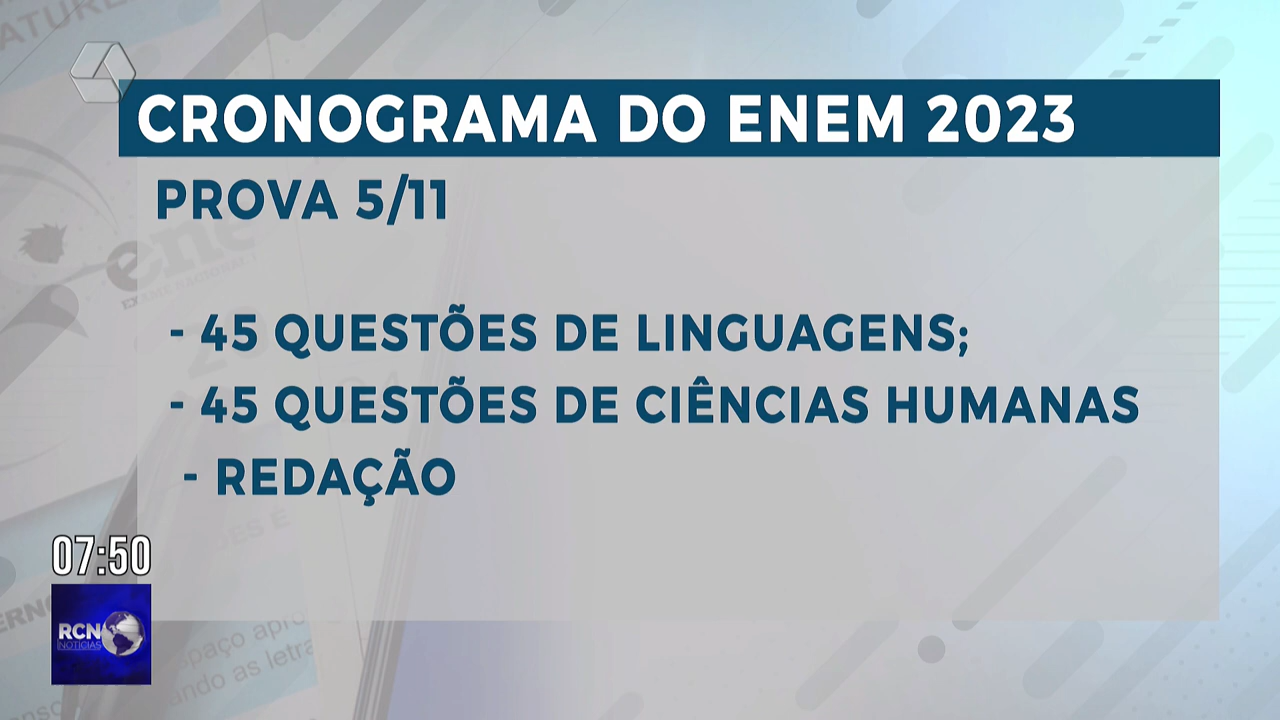 CRONOGRAMA DO ENEM 2023
PROVA 5/11
- 45 QUESTÕES DE LINGUAGENS;
- 45 QUESTÕES DE CIÊNCIAS HUMANAS
- REDAÇÃO
07:50
RCN
NOTÍCIAS